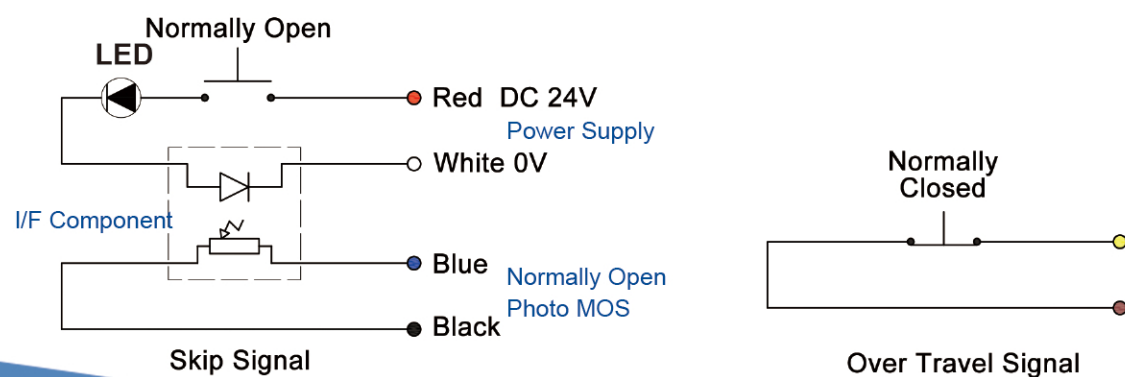 Normally Open
LED
Red DC 24V
Power Supply
White 0V
I/F Component
Blue
Normally Open
Photo MOS
Black
Skip Signal
Normally
Closed
Over Travel Signal